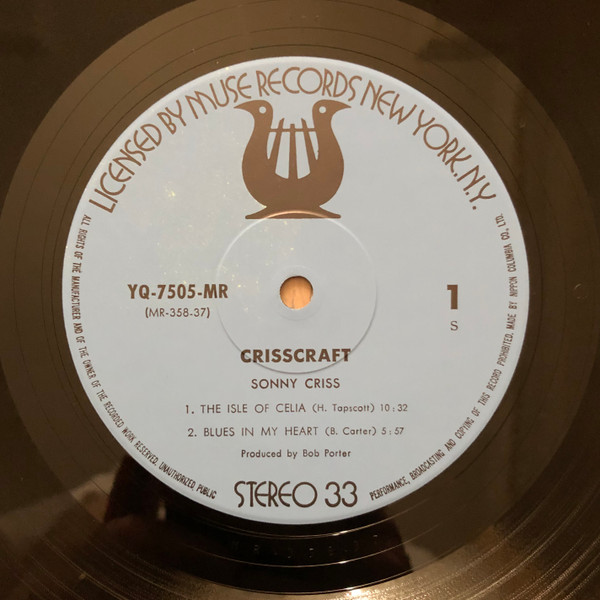 LICENSED BY MUSE RECORDS NEW YORK, N.Y.
YQ-7505-MR
(MR-358-37)
1
S
CRISSCRAFT
SONNY CRISS
1. THE ISLE OF CELIA (H. Tapscott) 10:32
2. BLUES IN MY HEART (B. Carter) 5:57
Produced by Bob Porter
STEREO 33
ALL RIGHTS OF THE MANUFACTURER AND OF THE OWNER OF THE RECORDED WORK RESERVED. UNAUTHORIZED PUBLIC
PERFORMANCE, BROADCASTING AND COPYING OF THIS RECORD PROHIBITED. MADE BY NIPPON COLUMBIA CO., LTD.